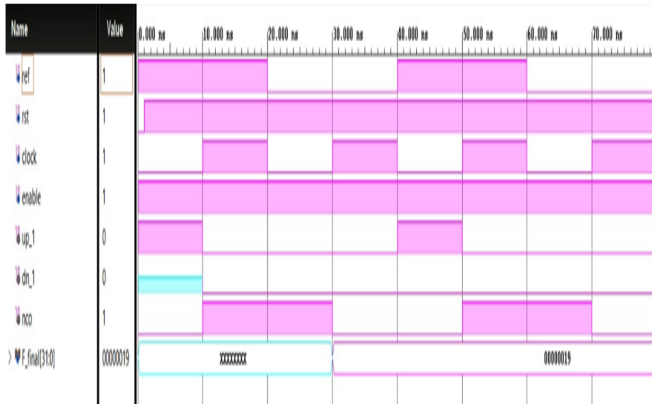 Name Value 0.000 ns 10.000 ns 20.000 ns 30.000 ns 40.000 ns 50.000 ns 60.000 ns 70.000 ns
ref 1
rst 1
clock 1
enable 1
up_1 0
dn_1 0
nco 1
F_final[31:0] 00000019 XXXXXXXX 00000019